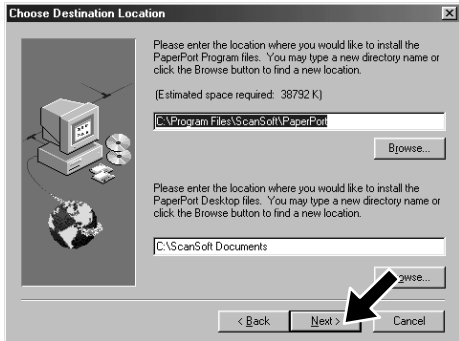 Choose Destination Location
Please enter the location where you would like to install the
PaperPort Program files. You may type a new directory name or
click the Browse button to find a new location.
(Estimated space required: 38792 K)
C:\Program Files\ScanSoft\PaperPort
Browse...
Please enter the location where you would like to install the
PaperPort Desktop files. You may type a new directory name or
click the Browse button to find a new location.
C:\ScanSoft Documents
< Back Next > Cancel